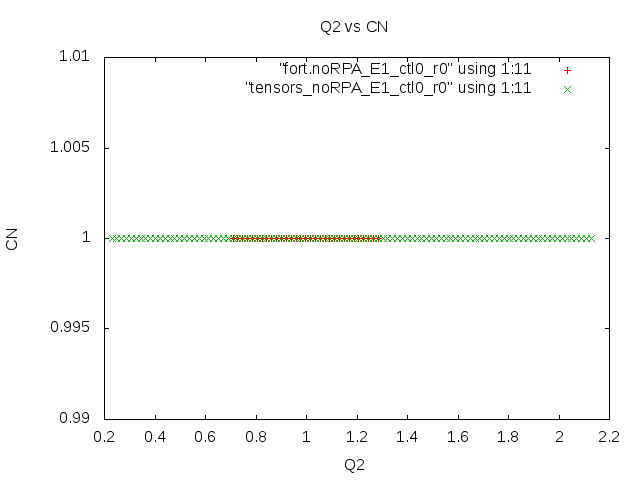 Q2 vs CN
"fort.noRPA_E1_ctl0_r0" using 1:11
"tensors_noRPA_E1_ctl0_r0" using 1:11
1.01
1.005
1
0.995
0.99
CN
0.2 0.4 0.6 0.8 1 1.2 1.4 1.6 1.8 2 2.2
Q2